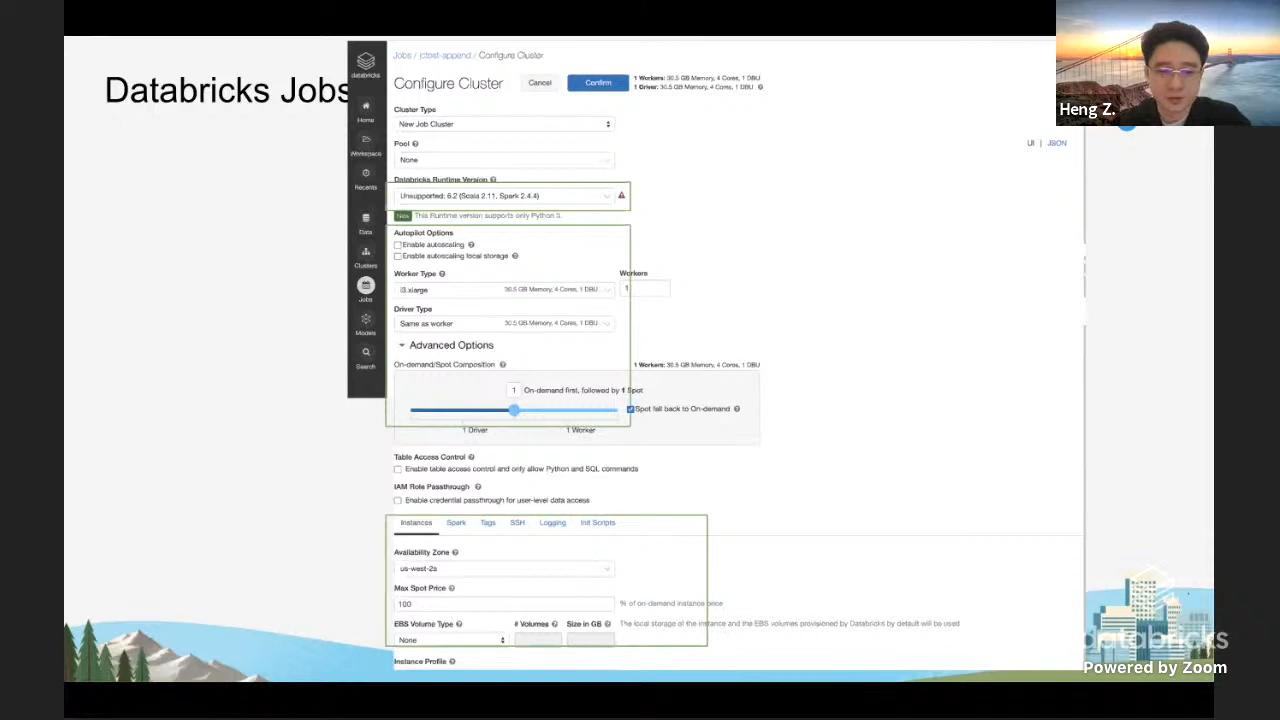 Databricks Jobs
databricks
Home
Workspace
Recents
Data
Clusters
Jobs
Models
Search
Jobs / jctest-append / Configure Cluster
Configure Cluster
Cancel
Confirm
1 Workers: 30.5 GB Memory, 4 Cores, 1 DBU
1 Driver: 30.5 GB Memory, 4 Cores, 1 DBU
Heng Z.
UI | JSON
Cluster Type
New Job Cluster
Pool
None
Databricks Runtime Version
Unsupported: 6.2 (Scala 2.11, Spark 2.4.4)
New This Runtime version supports only Python 3.
Autopilot Options
Enable autoscaling
Enable autoscaling local storage
Worker Type
Workers
i3.xlarge 30.5 GB Memory, 4 Cores, 1 DBU
1
Driver Type
Same as worker 30.5 GB Memory, 4 Cores, 1 DBU
Advanced Options
On-demand/Spot Composition
1 Workers: 30.5 GB Memory, 4 Cores, 1 DBU
1 On-demand first, followed by 1 Spot
Spot fall back to On-demand
1 Driver
1 Worker
Table Access Control
Enable table access control and only allow Python and SQL commands
IAM Role Passthrough
Enable credential passthrough for user-level data access
Instances Spark Tags SSH Logging Init Scripts
Availability Zone
us-west-2a
Max Spot Price
100
% of on-demand instance price
EBS Volume Type
# Volumes
Size in GB
The local storage of the instance and the EBS volumes provisioned by Databricks by default will be used
None
Instance Profile
databricks
Powered by Zoom